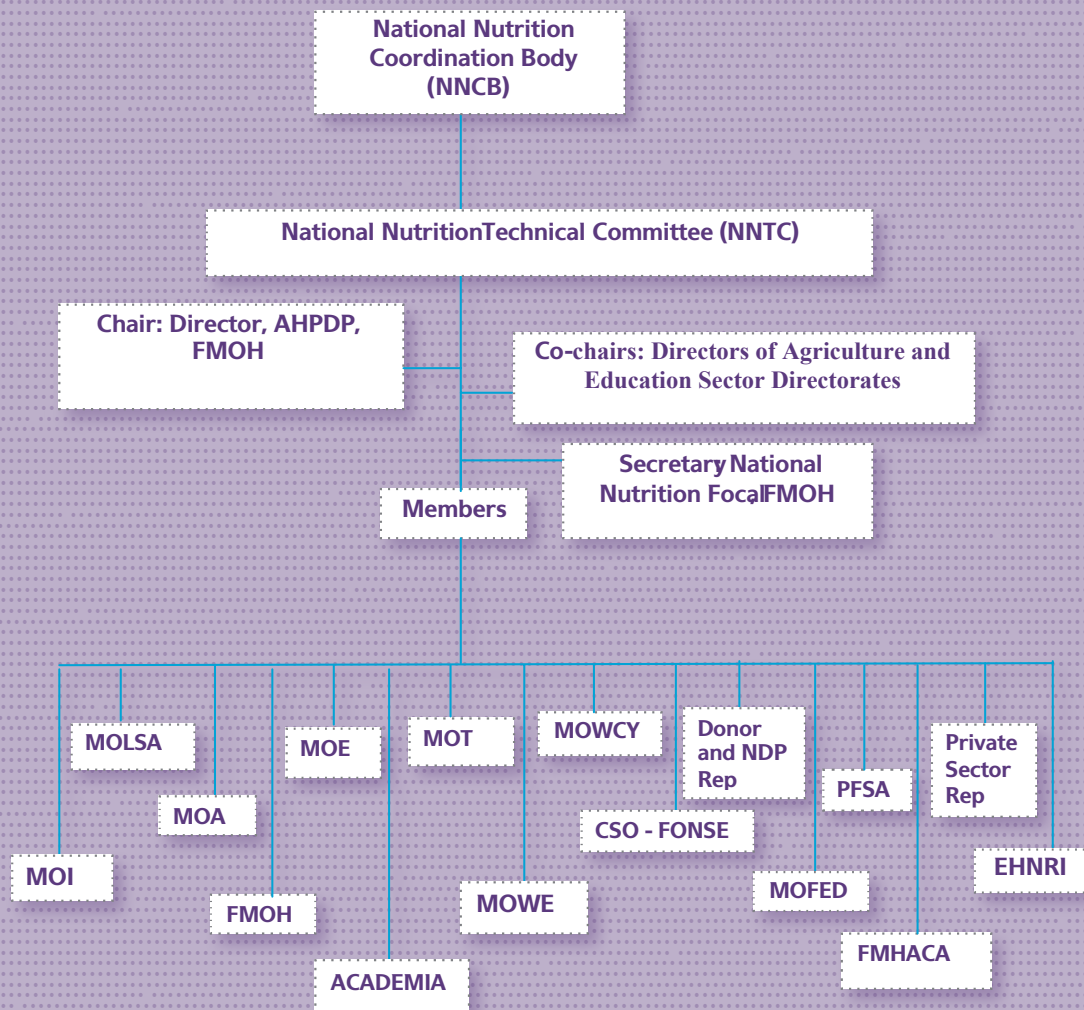 National Nutrition
Coordination Body
(NNCB)
National NutritionTechnical Committee (NNTC)
Chair: Director, AHPDP,
FMOH
Co-chairs: Directors of Agriculture and
Education Sector Directorates
Secretary, National
Nutrition Focal, FMOH
Members
MOLSA
MOE
MOT
MOWCY
Donor
and NDP
Rep
PFSA
Private
Sector
Rep
MOA
CSO - FONSE
MOI
FMOH
MOWE
MOFED
EHNRI
ACADEMIA
FMHACA